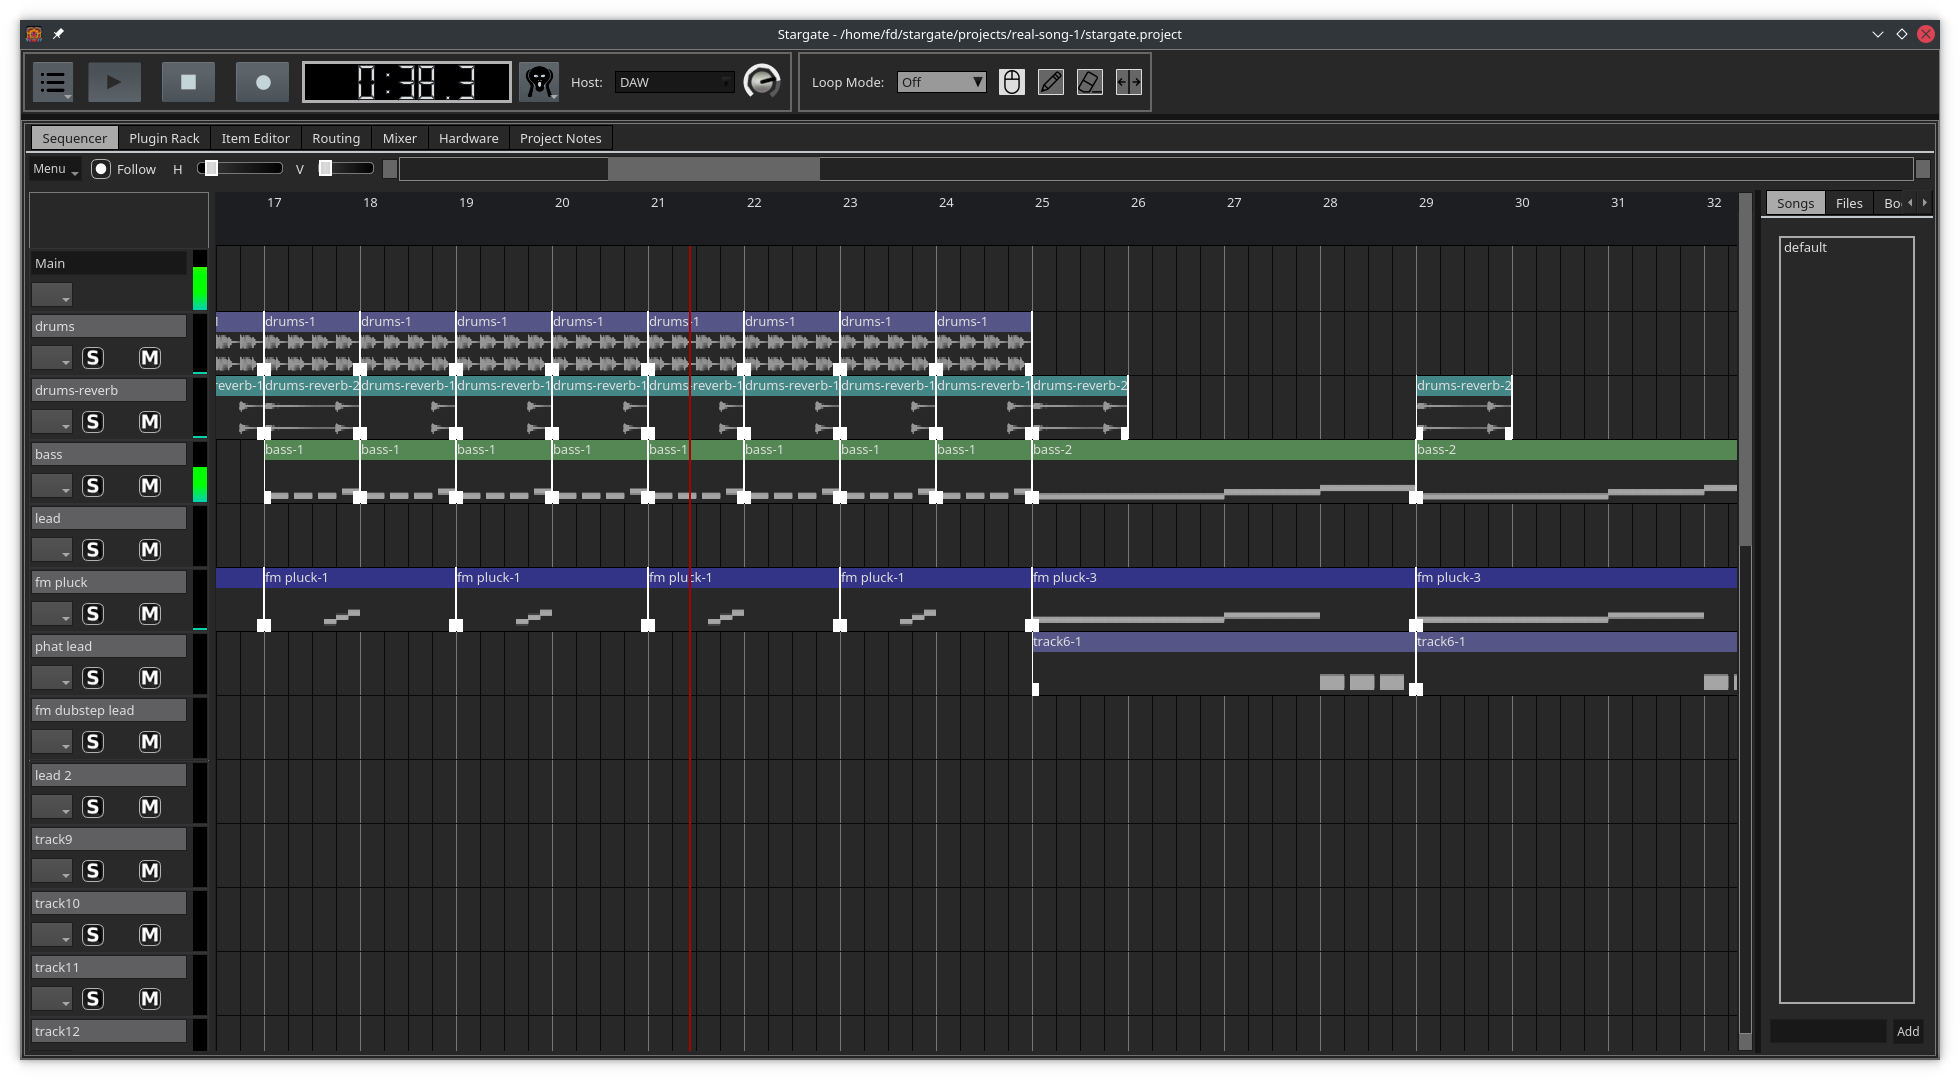 Stargate - /home/fd/stargate/projects/real-song-1/stargate.project
0:38.3 Host: DAW Loop Mode: Off
Sequencer Plugin Rack Item Editor Routing Mixer Hardware Project Notes
Menu Follow H V
17 18 19 20 21 22 23 24 25 26 27 28 29 30 31 32
Songs Files
default
Main
drums
S M
drums-1 drums-1 drums-1 drums-1 drums-1 drums-1 drums-1 drums-1
drums-reverb
S M
everb-1 drums-reverb-2 drums-reverb-1 drums-reverb-1 drums-reverb-1 drums-reverb-1 drums-reverb-1 drums-reverb-1 drums-reverb-1 drums-reverb-2 drums-reverb-2
bass
S M
bass-1 bass-1 bass-1 bass-1 bass-1 bass-1 bass-1 bass-1 bass-2 bass-2
lead
S M
fm pluck
S M
fm pluck-1 fm pluck-1 fm pluck-1 fm pluck-1 fm pluck-3 fm pluck-3
phat lead
S M
track6-1 track6-1
fm dubstep lead
S M
lead 2
S M
track9
S M
track10
S M
track11
S M
track12
Add